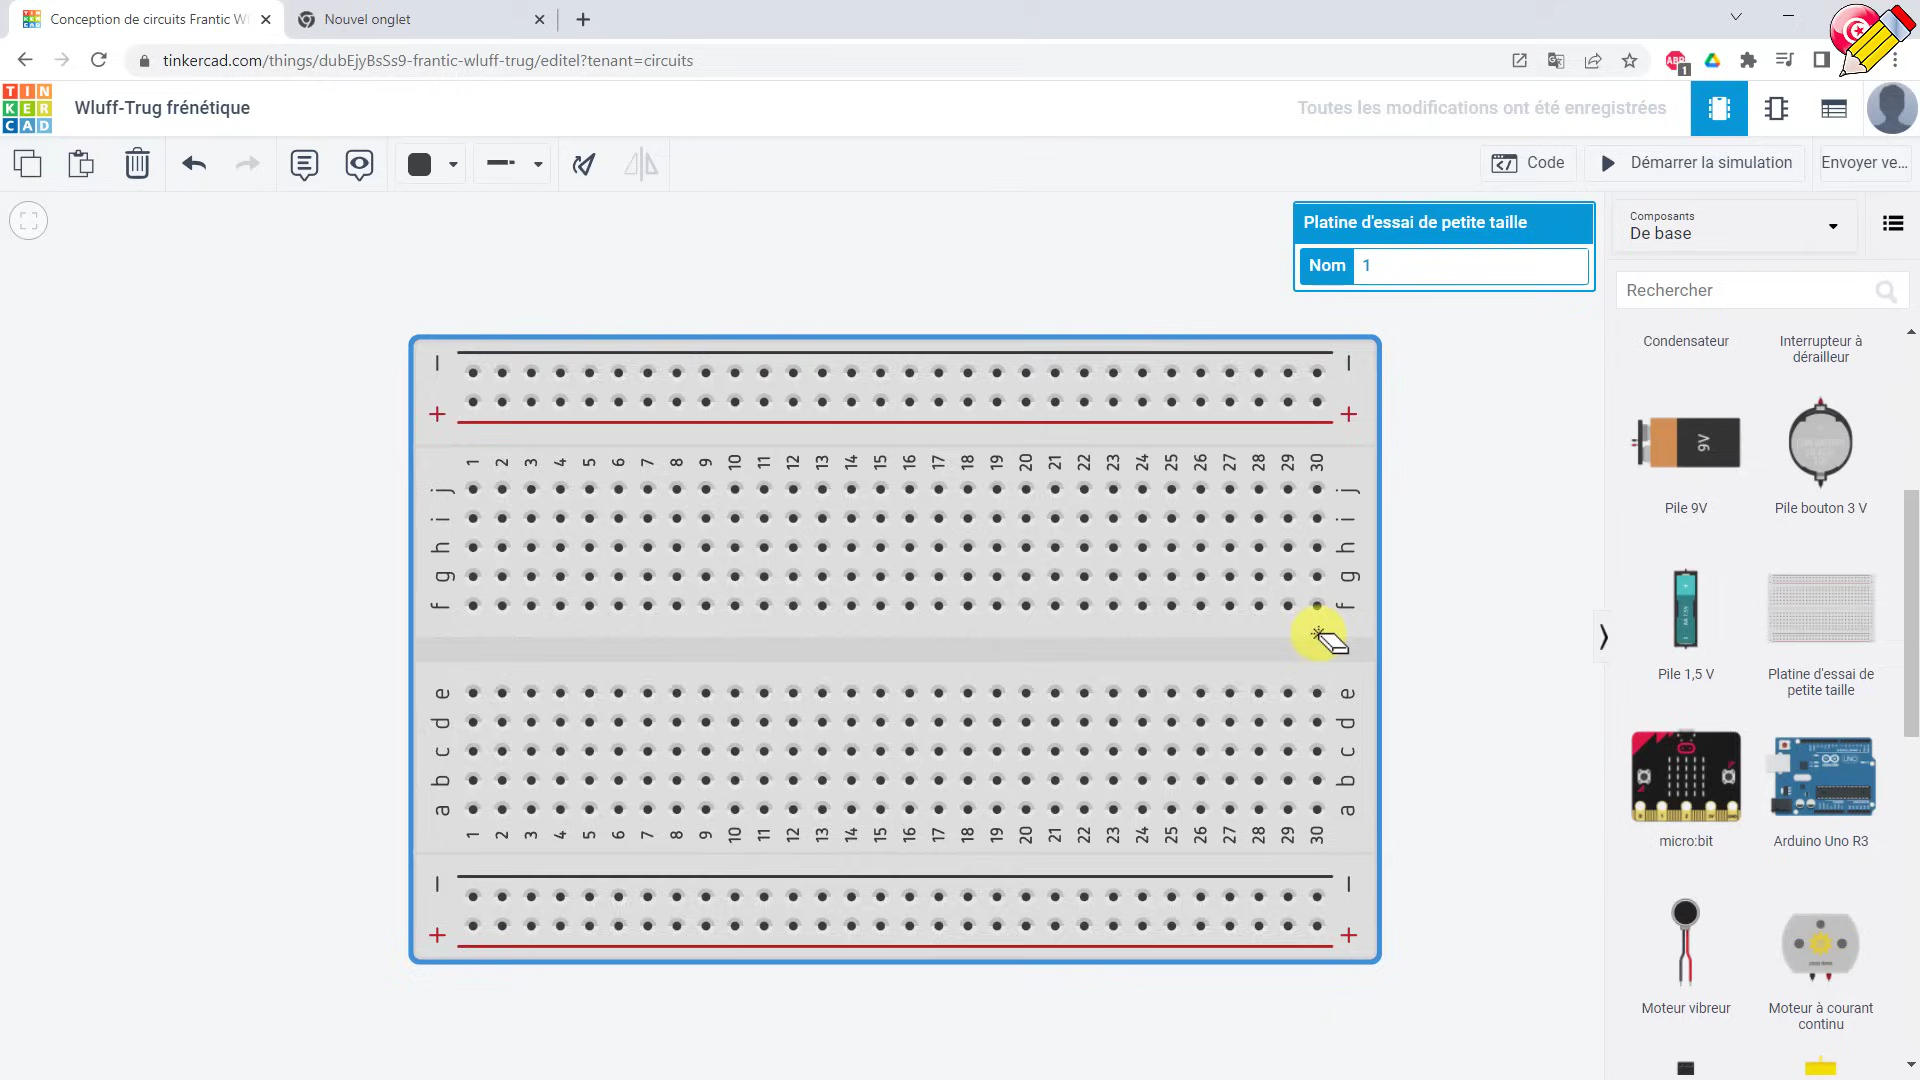 Conception de circuits Frantic Wl
Nouvel onglet
tinkercad.com/things/dubEjyBsSs9-frantic-wluff-trug/editel?tenant=circuits
ABP
1
TIN
KER
CAD
Wluff-Trug frénétique
Toutes les modifications ont été enregistrées
Code
Démarrer la simulation
Envoyer ve...
Platine d'essai de petite taille
Nom 1
Composants
De base
Rechercher
Condensateur
Interrupteur à
dérailleur
9V
Pile 9V
Pile bouton 3 V
Pile 1,5 V
Platine d'essai de
petite taille
micro:bit
Arduino Uno R3
Moteur vibreur
Moteur à courant
continu
1 2 3 4 5 6 7 8 9 10 11 12 13 14 15 16 17 18 19 20 21 22 23 24 25 26 27 28 29 30
j j
i i
h h
g g
f f
e e
d d
c c
b b
a a
1 2 3 4 5 6 7 8 9 10 11 12 13 14 15 16 17 18 19 20 21 22 23 24 25 26 27 28 29 30